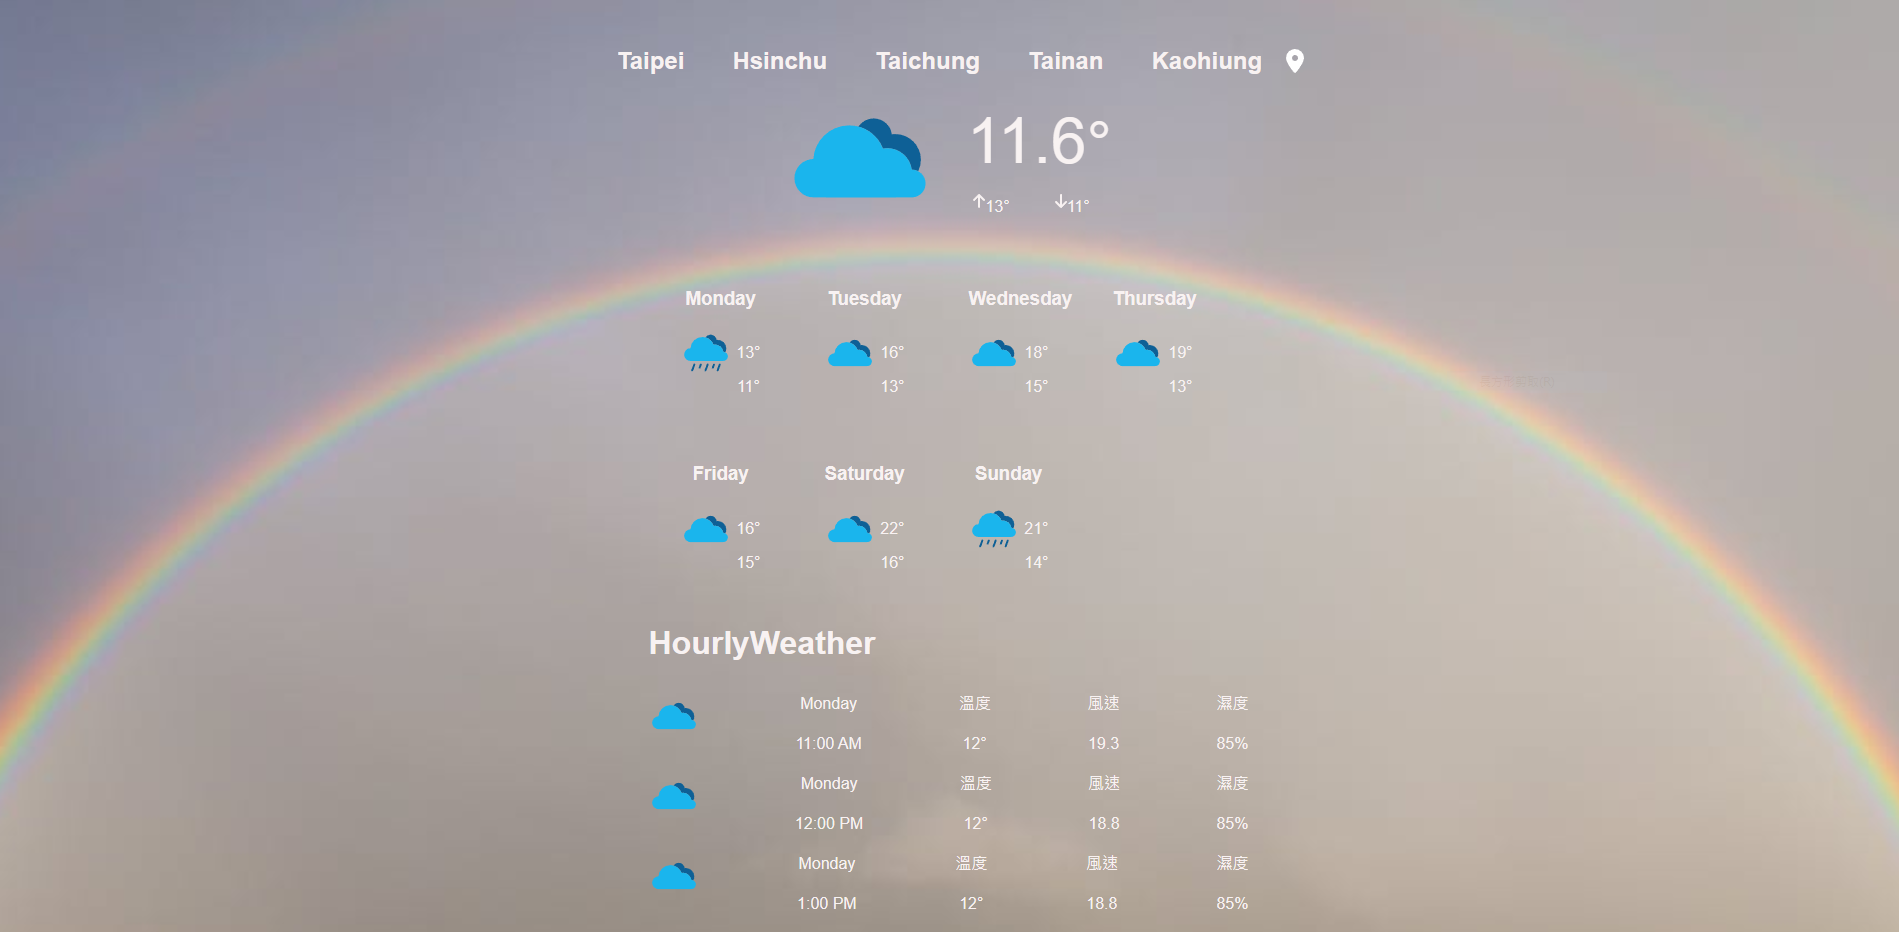 Taipei Hsinchu Taichung Tainan Kaohiung
11.6°
13° 11°
Monday Tuesday Wednesday Thursday
13° 16° 18° 19°
11° 13° 15° 13°
Friday Saturday Sunday
16° 22° 21°
15° 16° 14°
HourlyWeather
Monday 溫度 風速 濕度
11:00 AM 12° 19.3 85%
Monday 溫度 風速 濕度
12:00 PM 12° 18.8 85%
Monday 溫度 風速 濕度
1:00 PM 12° 18.8 85%